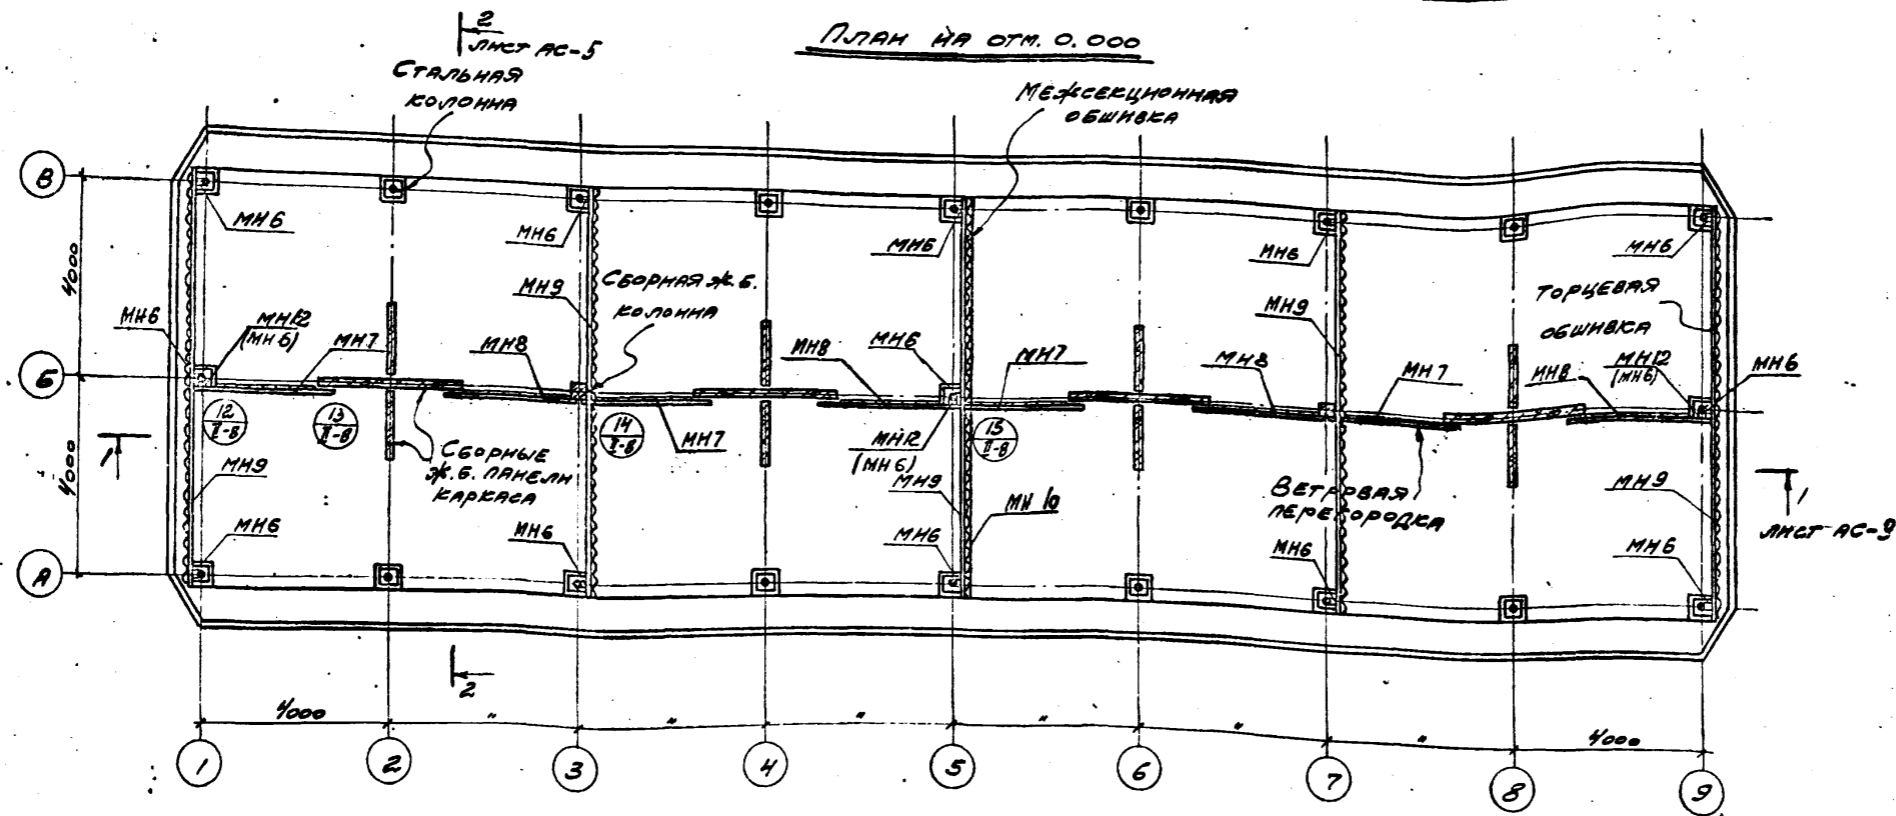 План на отм. 0.000
2
лист АС-5
Стальная
колонна
Межсекционная
обшивка
В
МН6
МН6
МН6
МН6
МН6
4000
МН9
Сборная ж.б.
колонна
МН9
Торцевая
обшивка
МН6
МН12
(МН6)
МН7
МН8
МН8
МН6
МН7
МН8
МН7
МН8
МН12
(МН6)
МН6
Б
12
II-8
13
II-8
14
II-8
МН7
МН12
(МН6)
15
II-8
1
4000
МН9
Сборные
ж.б. панели
каркаса
МН9
МН10
Ветровая
перегородка
МН9
1
лист АС-9
МН6
МН6
МН6
МН6
МН6
А
2
4000
"
"
"
"
"
"
4000
1
2
3
4
5
6
7
8
9